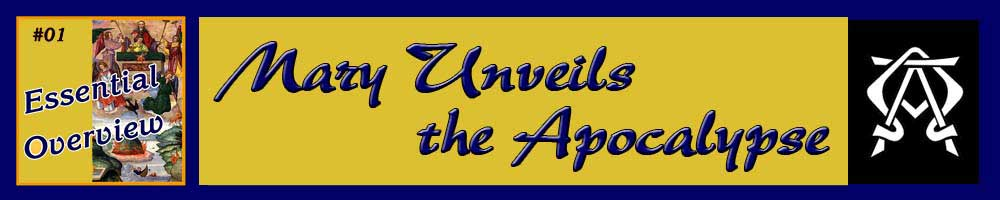 #01
Essential
Overview
Mary Unveils
the Apocalypse